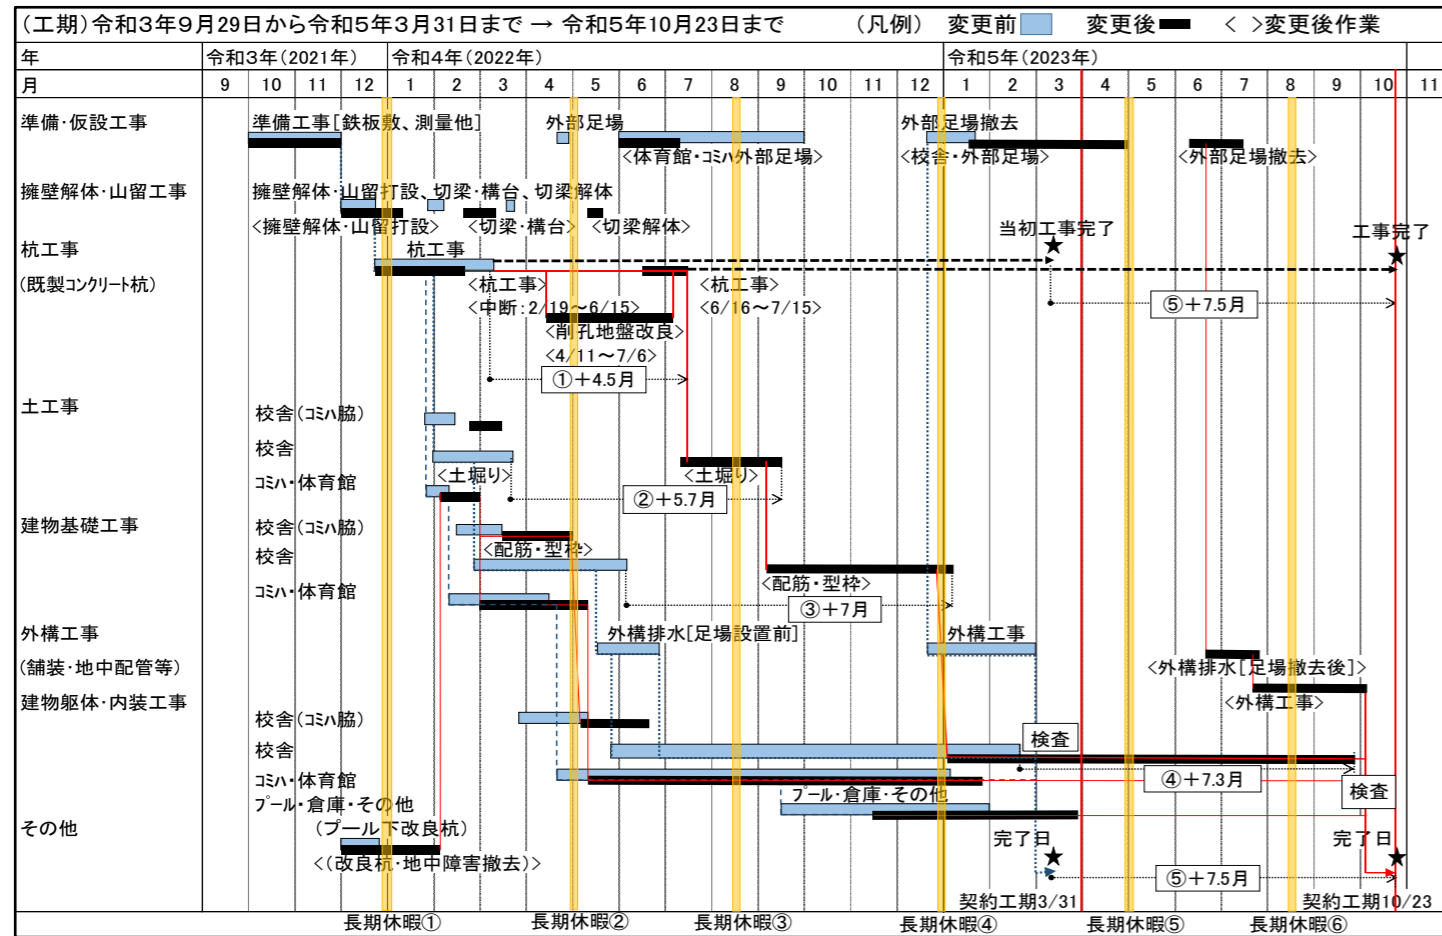 (工期)令和3年9月29日から令和5年3月31日まで → 令和5年10月23日まで (凡例) 変更前 変更後 < >変更後作業
年 令和3年(2021年) 令和4年(2022年) 令和5年(2023年)
月 9 10 11 12 1 2 3 4 5 6 7 8 9 10 11 12 1 2 3 4 5 6 7 8 9 10 11
準備・仮設工事 準備工事[鉄板敷、測量他] 外部足場 外部足場撤去
<体育館・コミハ外部足場> <校舎・外部足場> <外部足場撤去>
擁壁解体・山留工事 擁壁解体・山留打設、切梁・構台、切梁解体
<擁壁解体・山留打設> <切梁・構台> <切梁解体>
当初工事完了 ★ 工事完了 ★
杭工事 杭工事
(既製コンクリート杭) <杭工事> <杭工事>
<中断:2/19～6/15> <6/16～7/15> ⑤+7.5月
<削孔地盤改良>
<4/11～7/6>
①+4.5月
土工事 校舎(コミハ脇)
校舎
<土堀り> <土堀り>
コミハ・体育館
②+5.7月
建物基礎工事 校舎(コミハ脇)
<配筋・型枠>
校舎
<配筋・型枠>
コミハ・体育館
③+7月
外構工事 外構排水[足場設置前] 外構工事
(舗装・地中配管等) <外構排水[足場撤去後]>
建物躯体・内装工事 <外構工事>
校舎(コミハ脇)
検査
校舎
コミハ・体育館 ④+7.3月
プール・倉庫・その他 プール・倉庫・その他 検査
その他 (プール下改良杭)
完了日 ★ 完了日 ★
<(改良杭・地中障害撤去)>
⑤+7.5月
契約工期3/31 契約工期10/23
長期休暇① 長期休暇② 長期休暇③ 長期休暇④ 長期休暇⑤ 長期休暇⑥